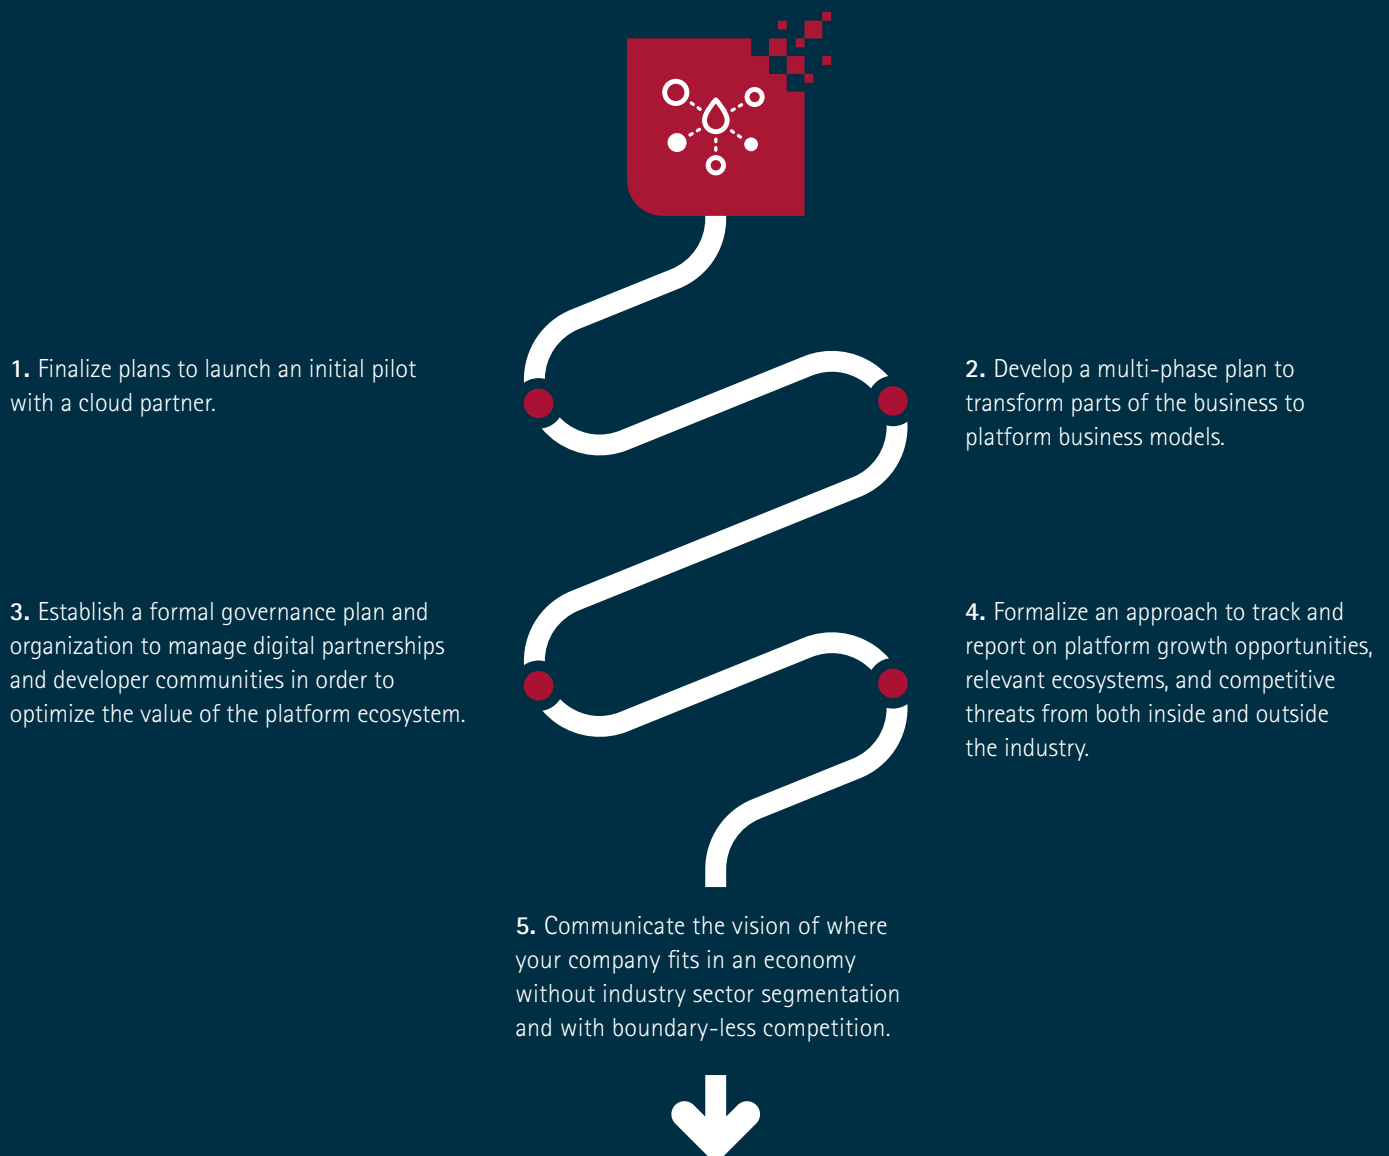 1. Finalize plans to launch an initial pilot
with a cloud partner.
2. Develop a multi-phase plan to
transform parts of the business to
platform business models.
3. Establish a formal governance plan and
organization to manage digital partnerships
and developer communities in order to
optimize the value of the platform ecosystem.
4. Formalize an approach to track and
report on platform growth opportunities,
relevant ecosystems, and competitive
threats from both inside and outside
the industry.
5. Communicate the vision of where
your company fits in an economy
without industry sector segmentation
and with boundary-less competition.